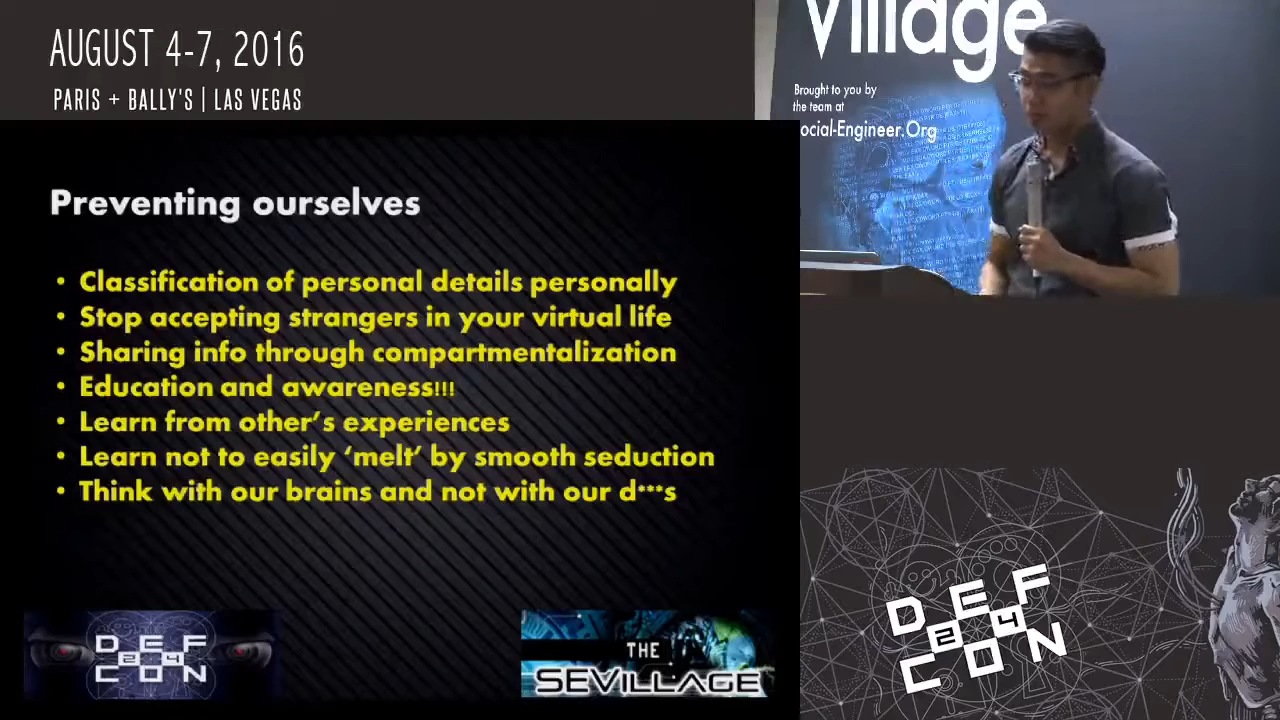 AUGUST 4-7, 2016
PARIS + BALLY'S | LAS VEGAS
Village
Brought to you by
the team at
ocial-Engineer.Org
Preventing ourselves
• Classification of personal details personally
• Stop accepting strangers in your virtual life
• Sharing info through compartmentalization
• Education and awareness!!!
• Learn from other’s experiences
• Learn not to easily ‘melt’ by smooth seduction
• Think with our brains and not with our d***s
DEF
24
CON
THE
SEVILLAGE
DEF
24
CON